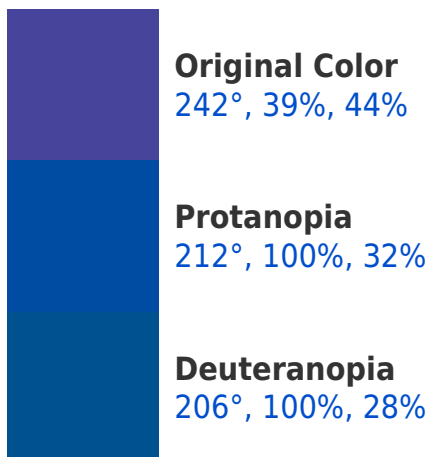 Original Color
242°, 39%, 44%
Protanopia
212°, 100%, 32%
Deuteranopia
206°, 100%, 28%